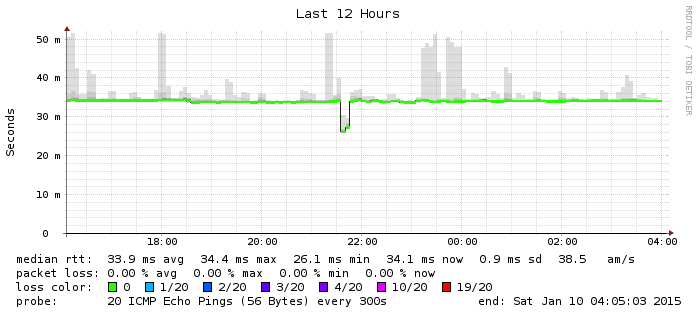 Last 12 Hours
RRDTOOL / TOBI OETIKER
Seconds
50 m
40 m
30 m
20 m
10 m
0
18:00 20:00 22:00 00:00 02:00 04:00
median rtt: 33.9 ms avg 34.4 ms max 26.1 ms min 34.1 ms now 0.9 ms sd 38.5 am/s
packet loss: 0.00 % avg 0.00 % max 0.00 % min 0.00 % now
loss color: 0 1/20 2/20 3/20 4/20 10/20 19/20
probe: 20 ICMP Echo Pings (56 Bytes) every 300s end: Sat Jan 10 04:05:03 2015